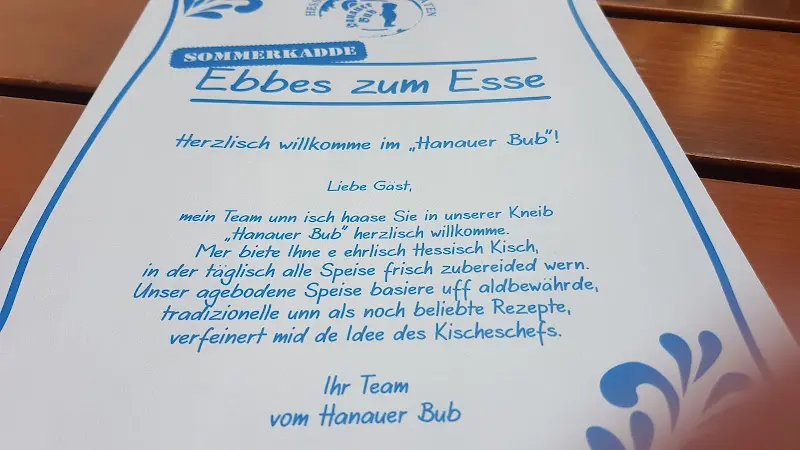 Hanauer
Bub
SOMMERKADDE
Ebbes zum Esse
Herzlisch willkomme im „Hanauer Bub"!
Liebe Gäst,
mein Team unn isch haase Sie in unserer Kneib
„Hanauer Bub" herzlisch willkomme.
Mer biete Ihne e ehrlisch Hessisch Kisch,
in der täglisch alle Speise frisch zubereided wern.
Unser agebodene Speise basiere uff aldbewährde,
tradizionelle unn als noch beliebte Rezepte,
verfeinert mid de Idee des Kischeschefs.
Ihr Team
vom Hanauer Bub